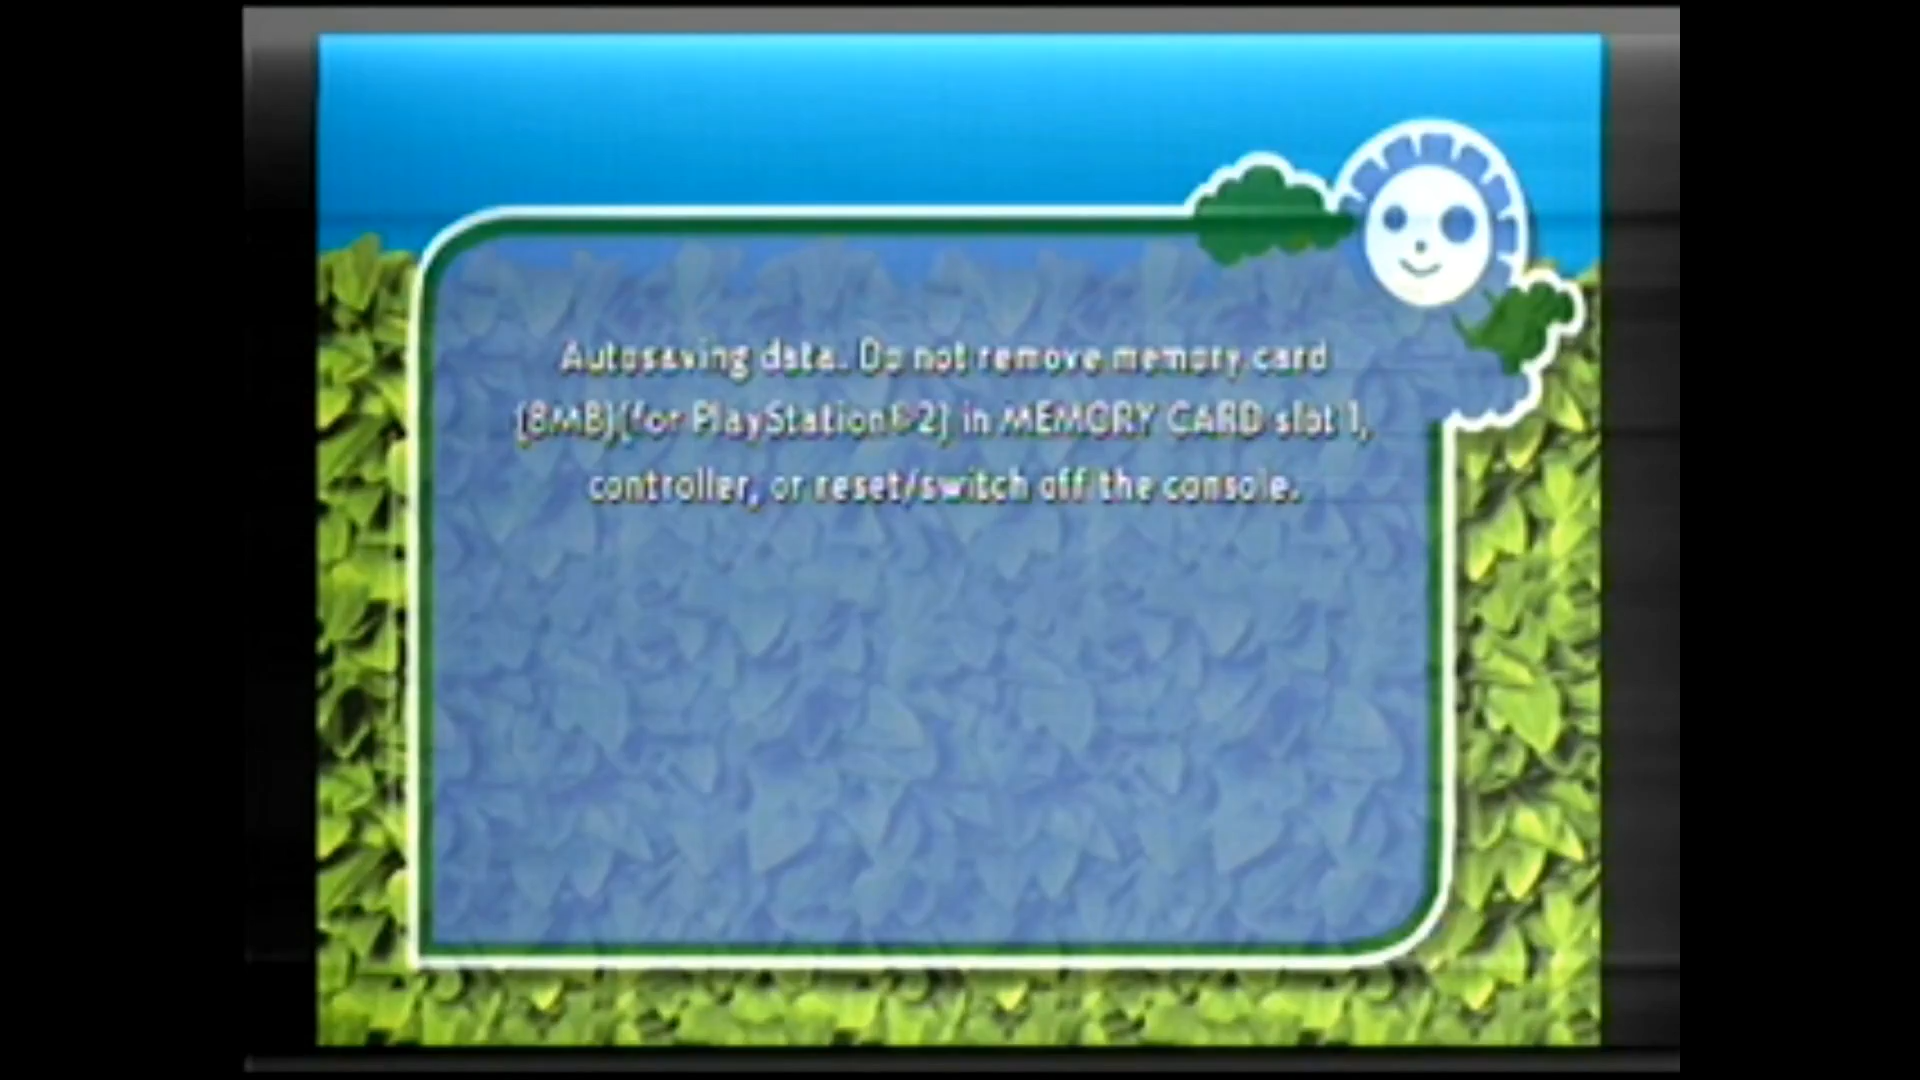 Autosaving data. Do not remove memory card
(8MB)(for PlayStation®2) in MEMORY CARD slot 1,
controller, or reset/switch off the console.